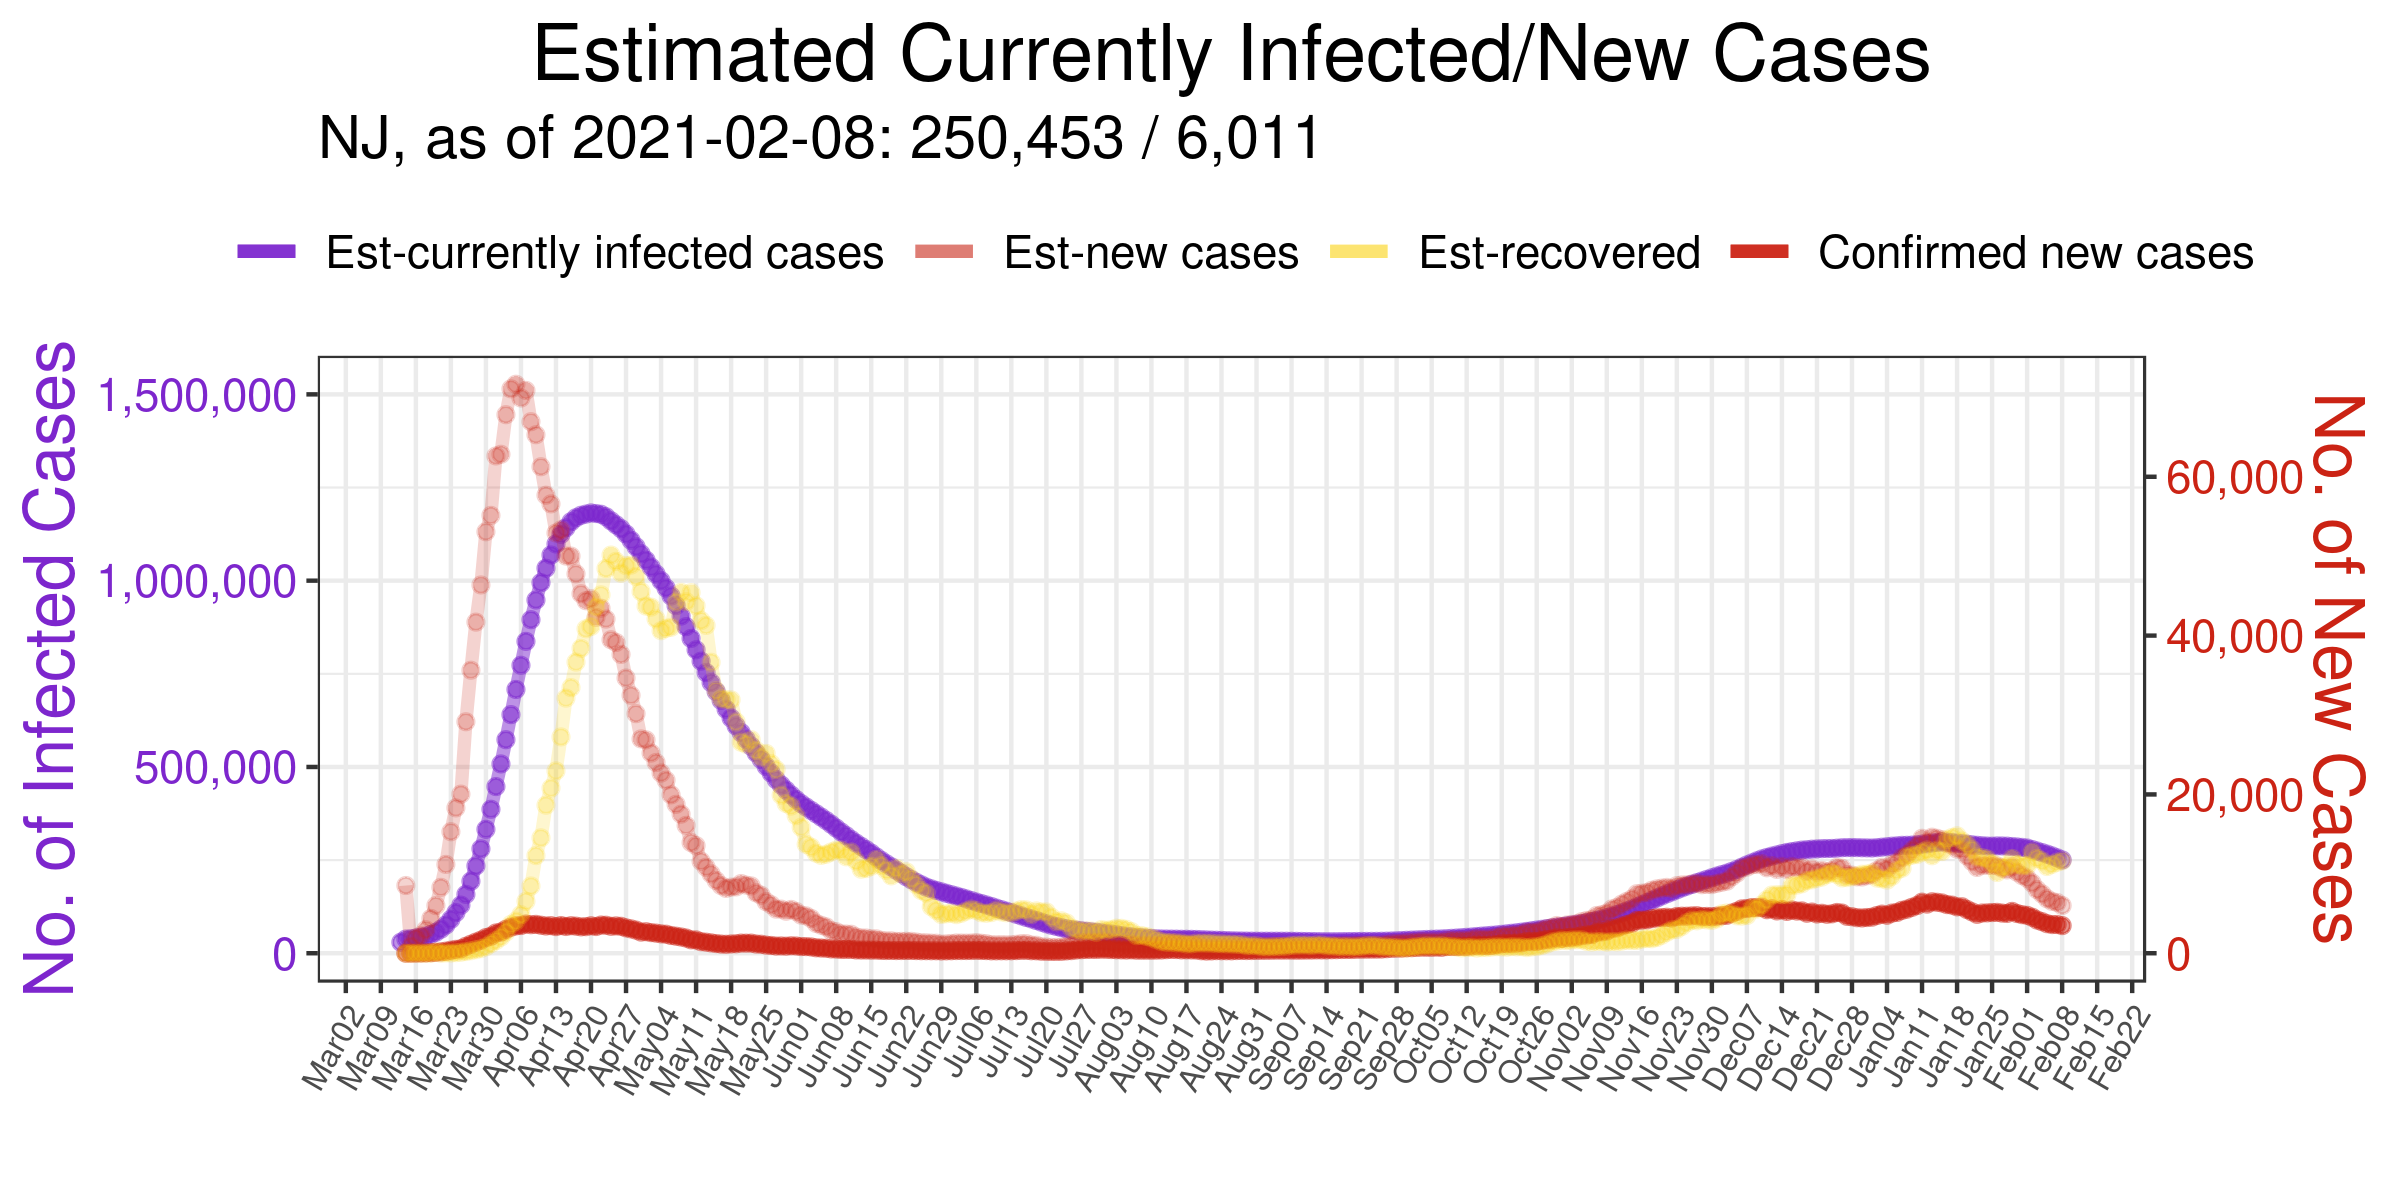 Estimated Currently Infected/New Cases
NJ, as of 2021-02-08: 250,453 / 6,011
Est-currently infected cases Est-new cases Est-recovered Confirmed new cases
No. of Infected Cases
1,500,000
1,000,000
500,000
0
60,000
40,000
20,000
0
No. of New Cases
Mar02 Mar09 Mar16 Mar23 Mar30 Apr06 Apr13 Apr20 Apr27 May04 May11 May18 May25 Jun01 Jun08 Jun15 Jun22 Jun29 Jul06 Jul13 Jul20 Jul27 Aug03 Aug10 Aug17 Aug24 Aug31 Sep07 Sep14 Sep21 Sep28 Oct05 Oct12 Oct19 Oct26 Nov02 Nov09 Nov16 Nov23 Nov30 Dec07 Dec14 Dec21 Dec28 Dec04 Jan11 Jan18 Jan25 Jan25 Feb01 Feb08 Feb15 Feb22